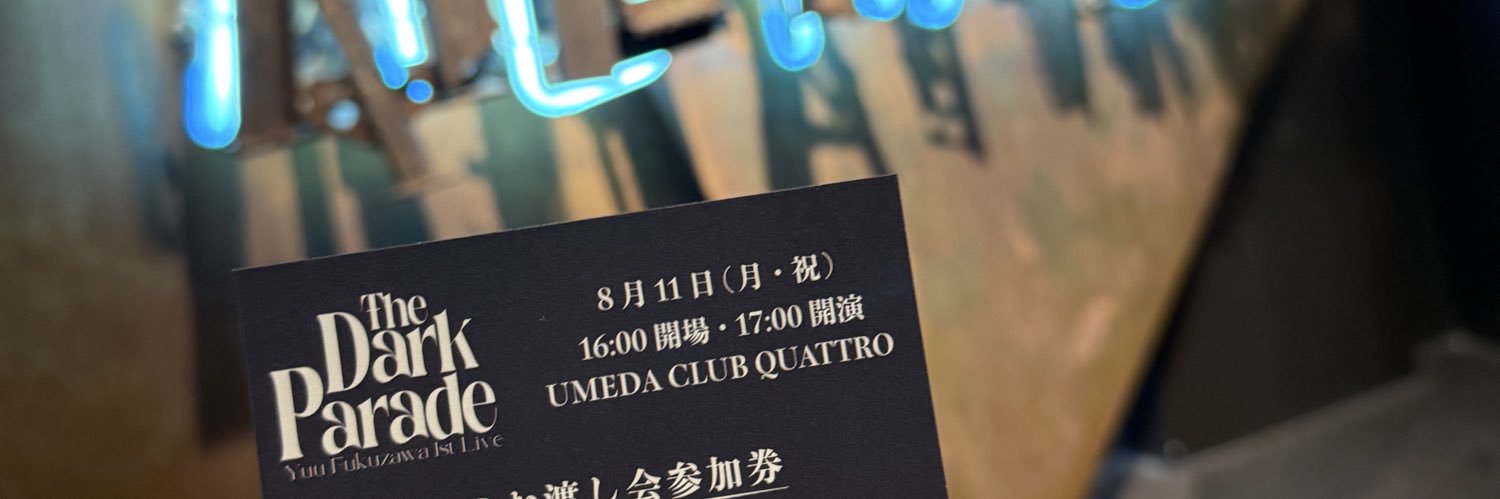 The
Dark
Parade
Yuu Fukuzawa 1st Live
8月11日(月・祝)
16:00 開場・17:00 開演
UMEDA CLUB QUATTRO
お渡し会参加券